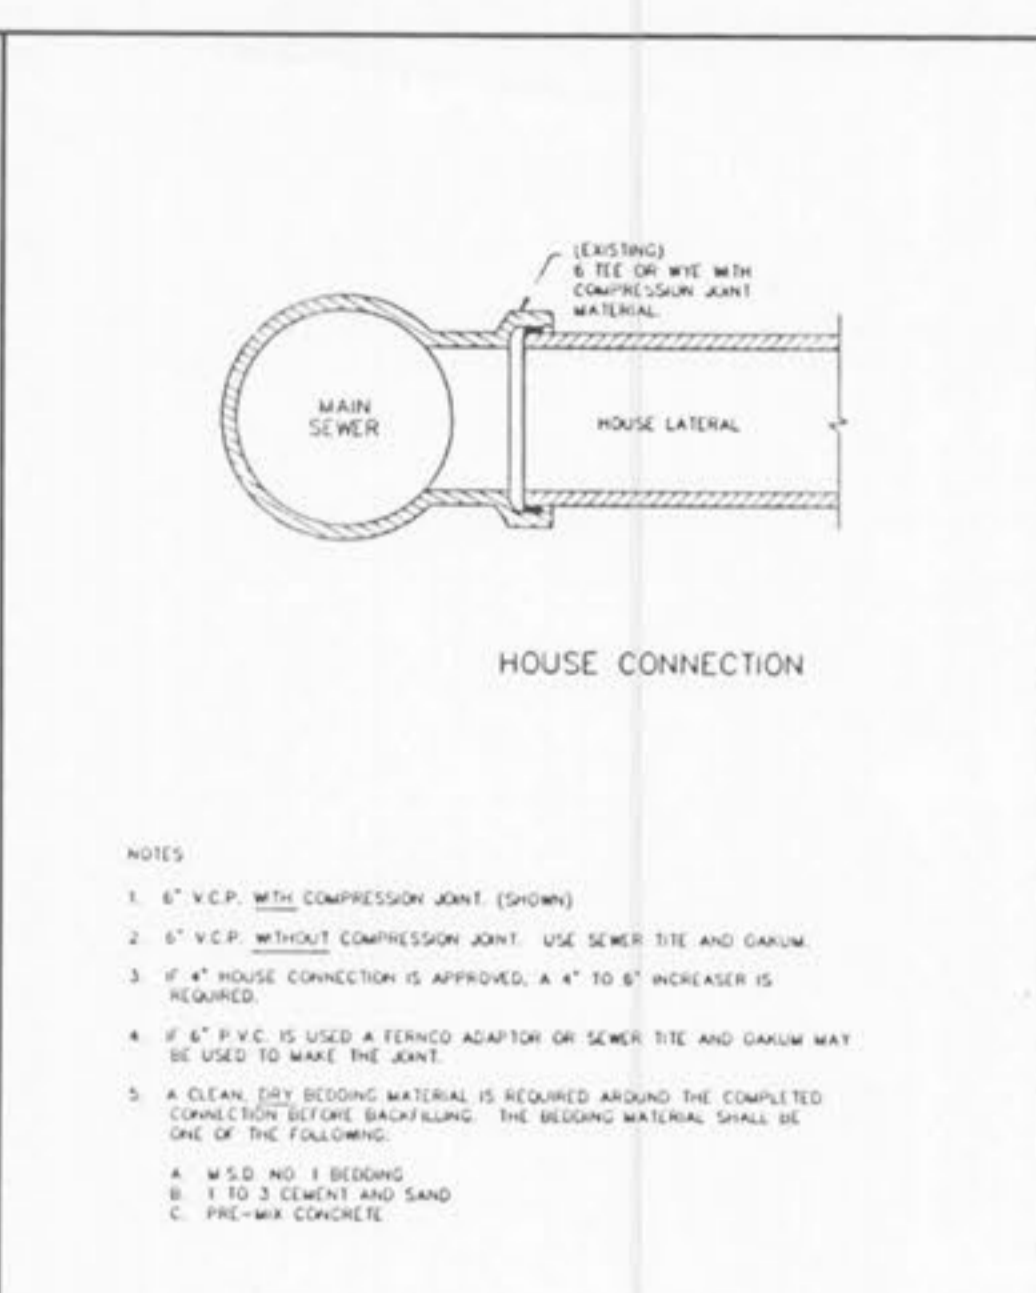 (EXISTING)
6 TEE OR WYE WITH
COMPRESSION JOINT
MATERIAL.
MAIN
SEWER
HOUSE LATERAL
HOUSE CONNECTION
NOTES
1. 6" V.C.P. WITH COMPRESSION JOINT. (SHOWN)
2. 6" V.C.P. WITHOUT COMPRESSION JOINT. USE SEWER TITE AND OAKUM.
3. IF 4" HOUSE CONNECTION IS APPROVED, A 4" TO 6" INCREASER IS
REQUIRED.
4. IF 6" P.V.C. IS USED A FERNCO ADAPTOR OR SEWER TITE AND OAKUM MAY
BE USED TO MAKE THE JOINT.
5. A CLEAN, DRY BEDDING MATERIAL IS REQUIRED AROUND THE COMPLETED
CONNECTION BEFORE BACKFILLING. THE BEDDING MATERIAL SHALL BE
ONE OF THE FOLLOWING:
A. M.S.D. NO. 1 BEDDING
B. 1 TO 3 CEMENT AND SAND
C. PRE-MIX CONCRETE